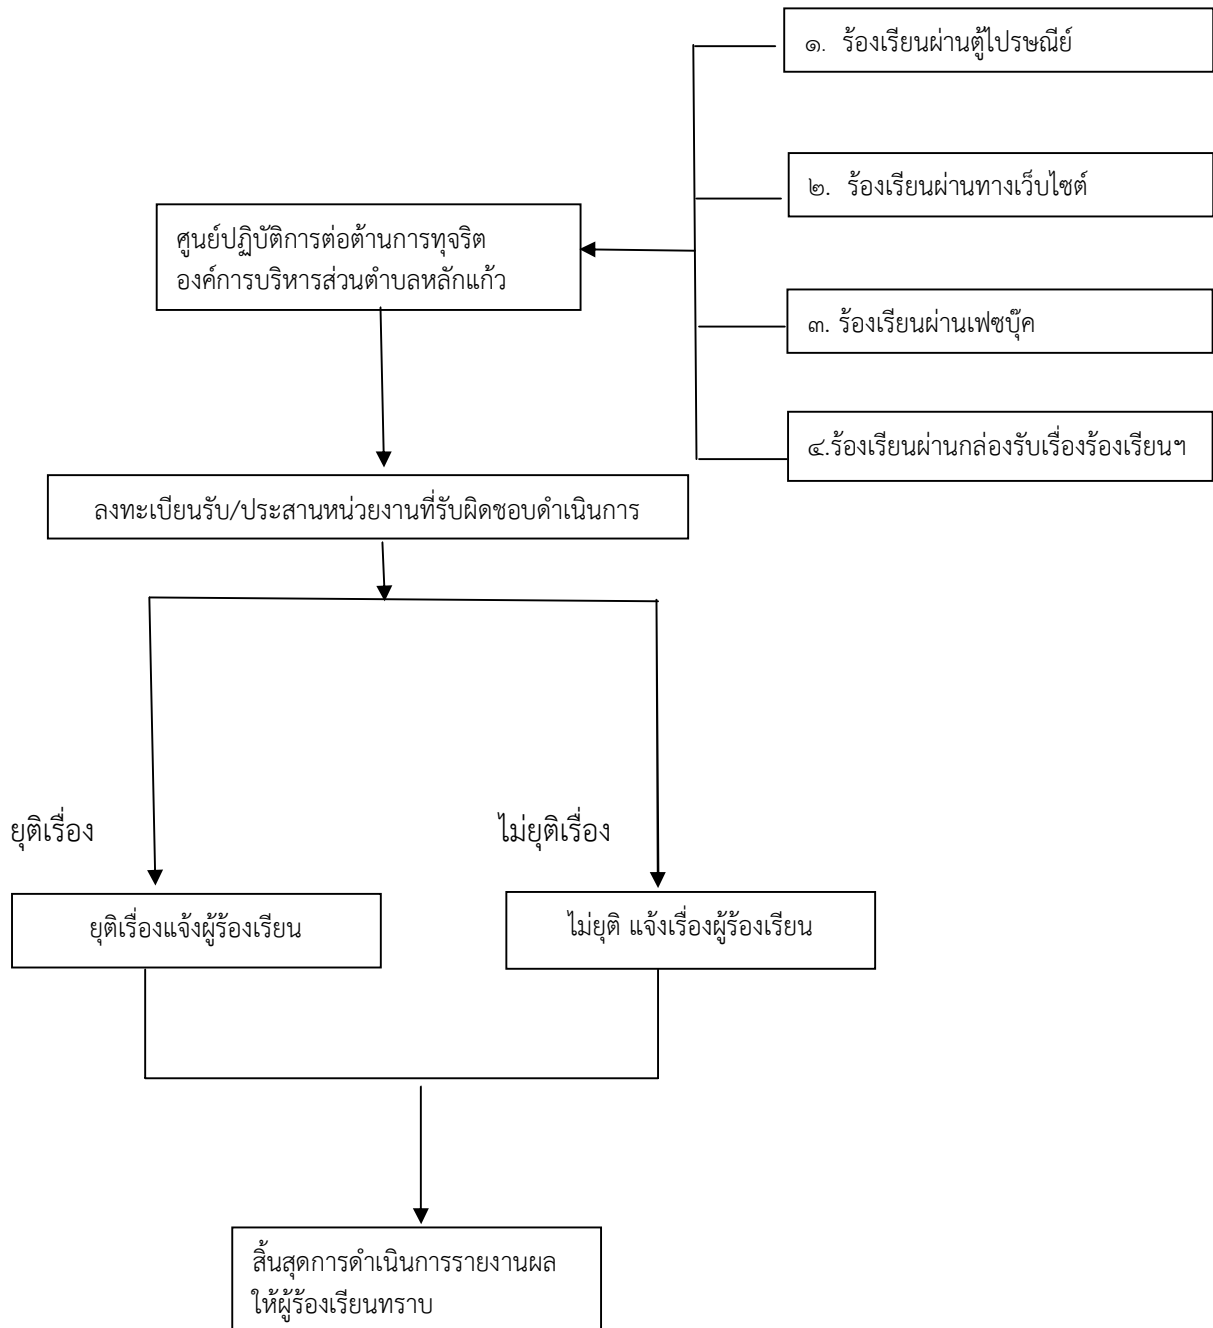 ๑. ร้องเรียนผ่านตู้ไปรษณีย์
๒. ร้องเรียนผ่านทางเว็บไซต์
ศูนย์ปฏิบัติการต่อต้านการทุจริต
องค์การบริหารส่วนตำบลหลักแก้ว
๓. ร้องเรียนผ่านเฟซบุ๊ค
๔.ร้องเรียนผ่านกล่องรับเรื่องร้องเรียนฯ
ลงทะเบียนรับ/ประสานหน่วยงานที่รับผิดชอบดำเนินการ
ยุติเรื่อง
ไม่ยุติเรื่อง
ยุติเรื่องแจ้งผู้ร้องเรียน
ไม่ยุติ แจ้งเรื่องผู้ร้องเรียน
สิ้นสุดการดำเนินการรายงานผล
ให้ผู้ร้องเรียนทราบ